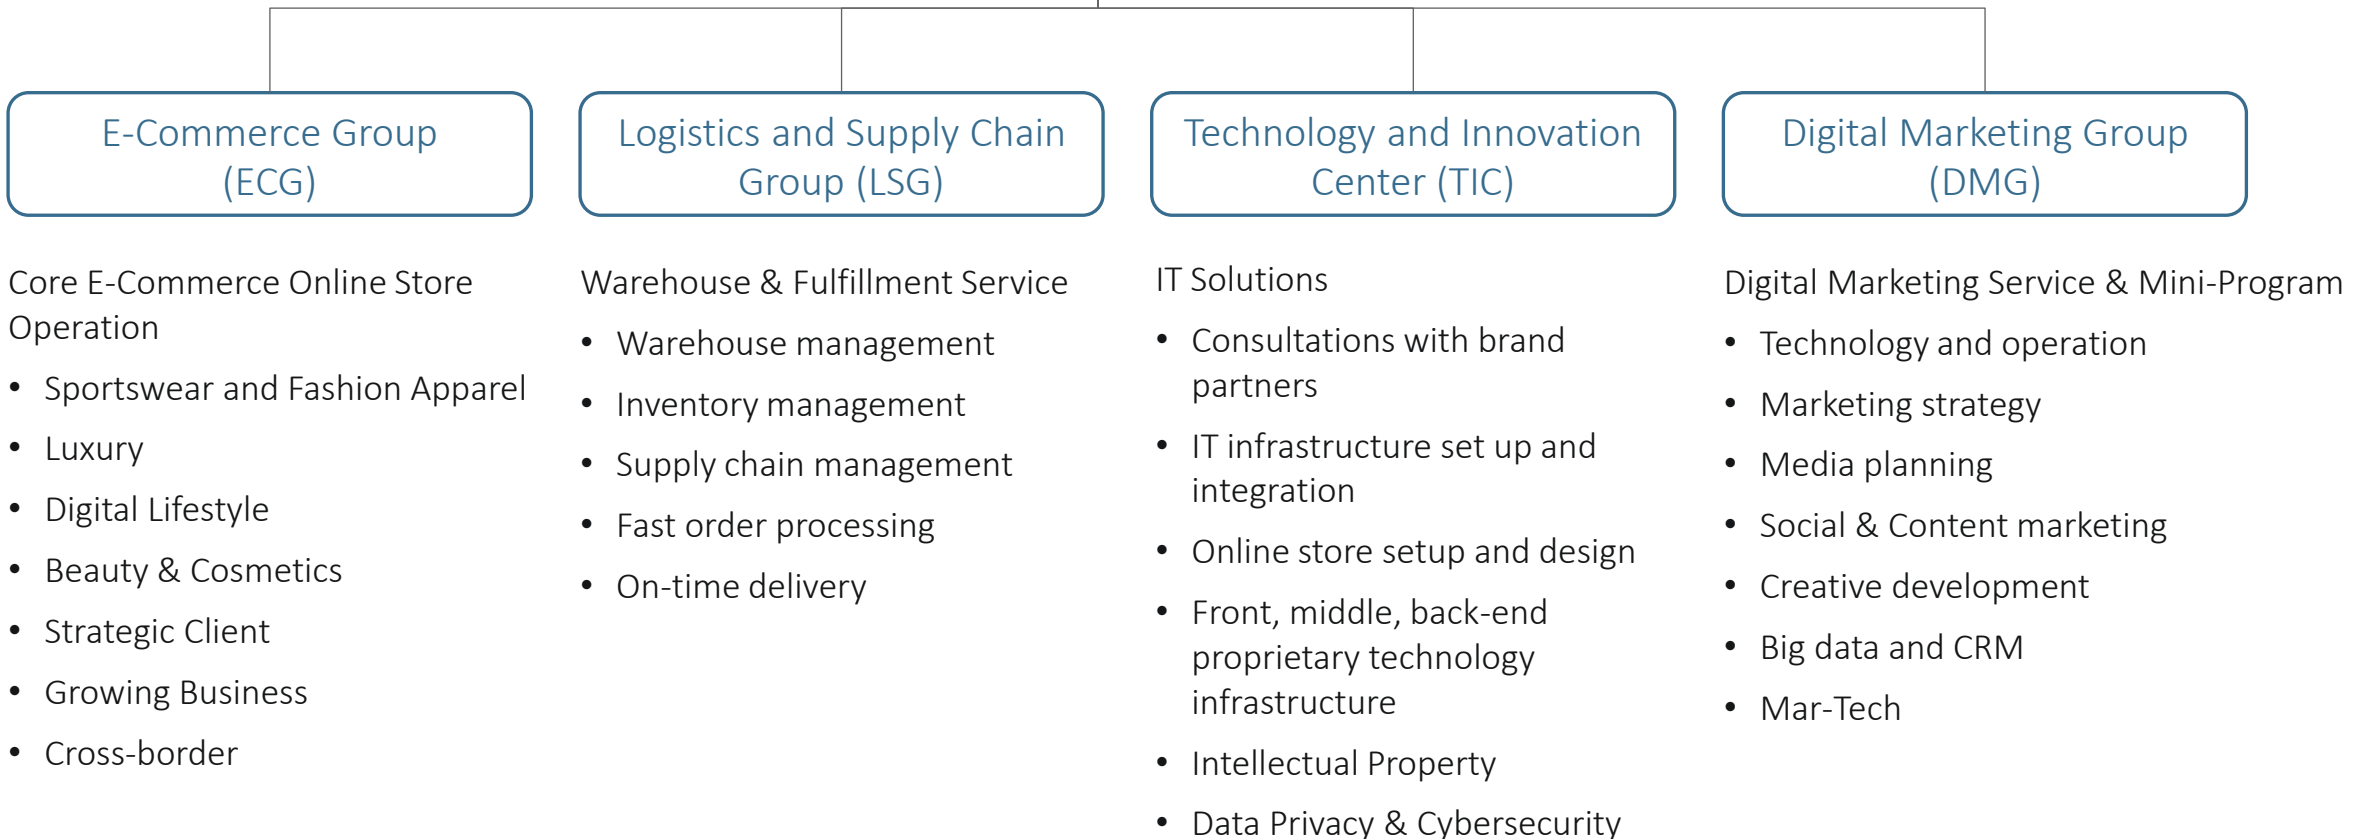 E-Commerce Group
(ECG)
Core E-Commerce Online Store
Operation
• Sportswear and Fashion Apparel
• Luxury
• Digital Lifestyle
• Beauty & Cosmetics
• Strategic Client
• Growing Business
• Cross-border
Logistics and Supply Chain
Group (LSG)
Warehouse & Fulfillment Service
• Warehouse management
• Inventory management
• Supply chain management
• Fast order processing
• On-time delivery
Technology and Innovation
Center (TIC)
IT Solutions
• Consultations with brand
partners
• IT infrastructure set up and
integration
• Online store setup and design
• Front, middle, back-end
proprietary technology
infrastructure
• Intellectual Property
• Data Privacy & Cybersecurity
Digital Marketing Group
(DMG)
Digital Marketing Service & Mini-Program
• Technology and operation
• Marketing strategy
• Media planning
• Social & Content marketing
• Creative development
• Big data and CRM
• Mar-Tech